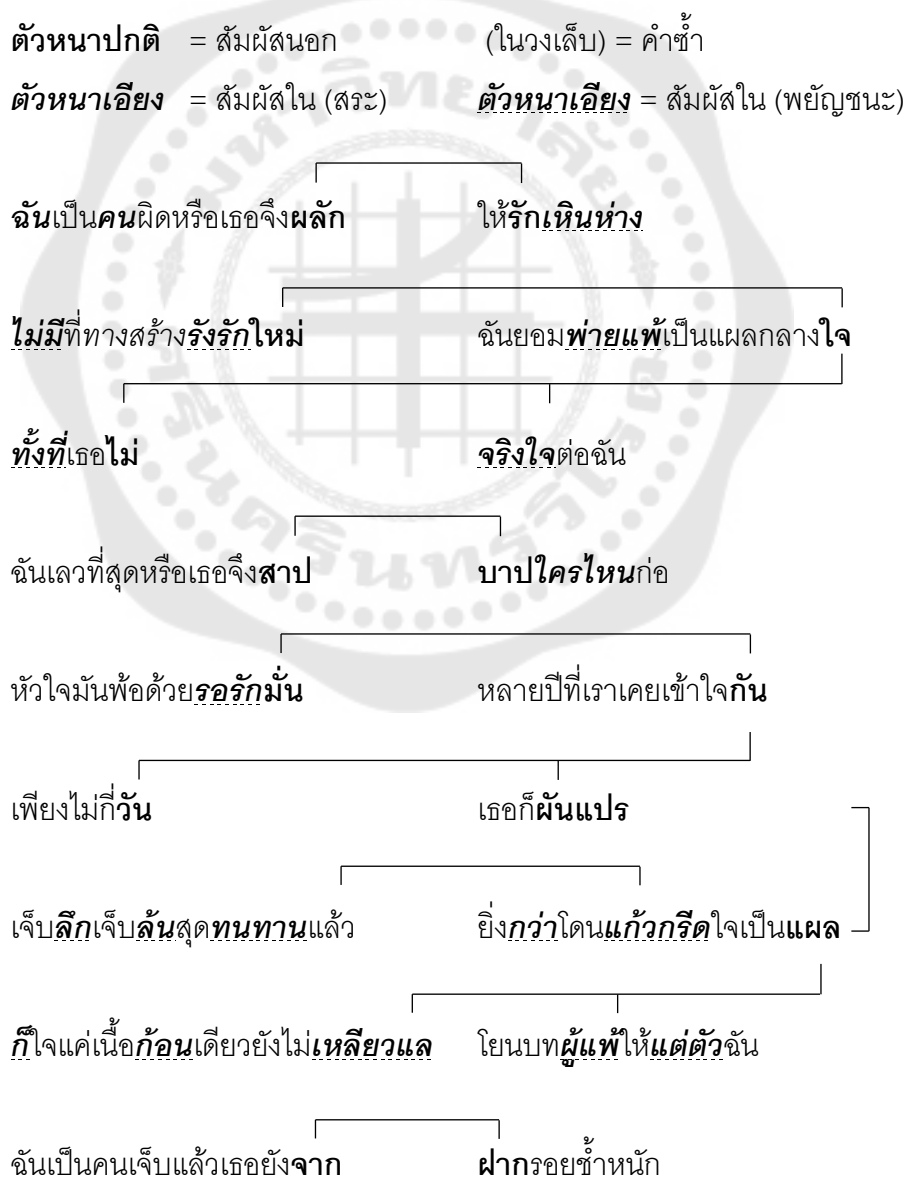 ตัวหนาปกติ = สัมผัสนอก (ในวงเล็บ) = คำซ้ำ
ตัวหนาเอียง = สัมผัสใน (สระ) ตัวหนาเอียง = สัมผัสใน (พยัญชนะ)
ฉันเป็นคนผิดหรือเธอจึงผลัก ให้รักเหินห่าง
ไม่มีที่ทางสร้างรังรักใหม่ ฉันยอมพ่ายแพ้เป็นแผลกลางใจ
ทั้งที่เธอไม่ จริงใจต่อฉัน
ฉันเลวที่สุดหรือเธอจึงสาป บาปใครไหนก่อ
หัวใจมันพ้อด้วยรอรักมั่น หลายปีที่เราเคยเข้าใจกัน
เพียงไม่กี่วัน เธอก็ผันแปร
เจ็บลึกเจ็บล้นสุดทนทานแล้ว ยิ่งกว่าโดนแก้วกรีดใจเป็นแผล
ก็ใจแค่เนื้อก้อนเดียวยังไม่เหลียวแล โยนบทผู้แพ้ให้แต่ตัวฉัน
ฉันเป็นคนเจ็บแล้วเธอยังจาก ฝากรอยช้ำหนัก